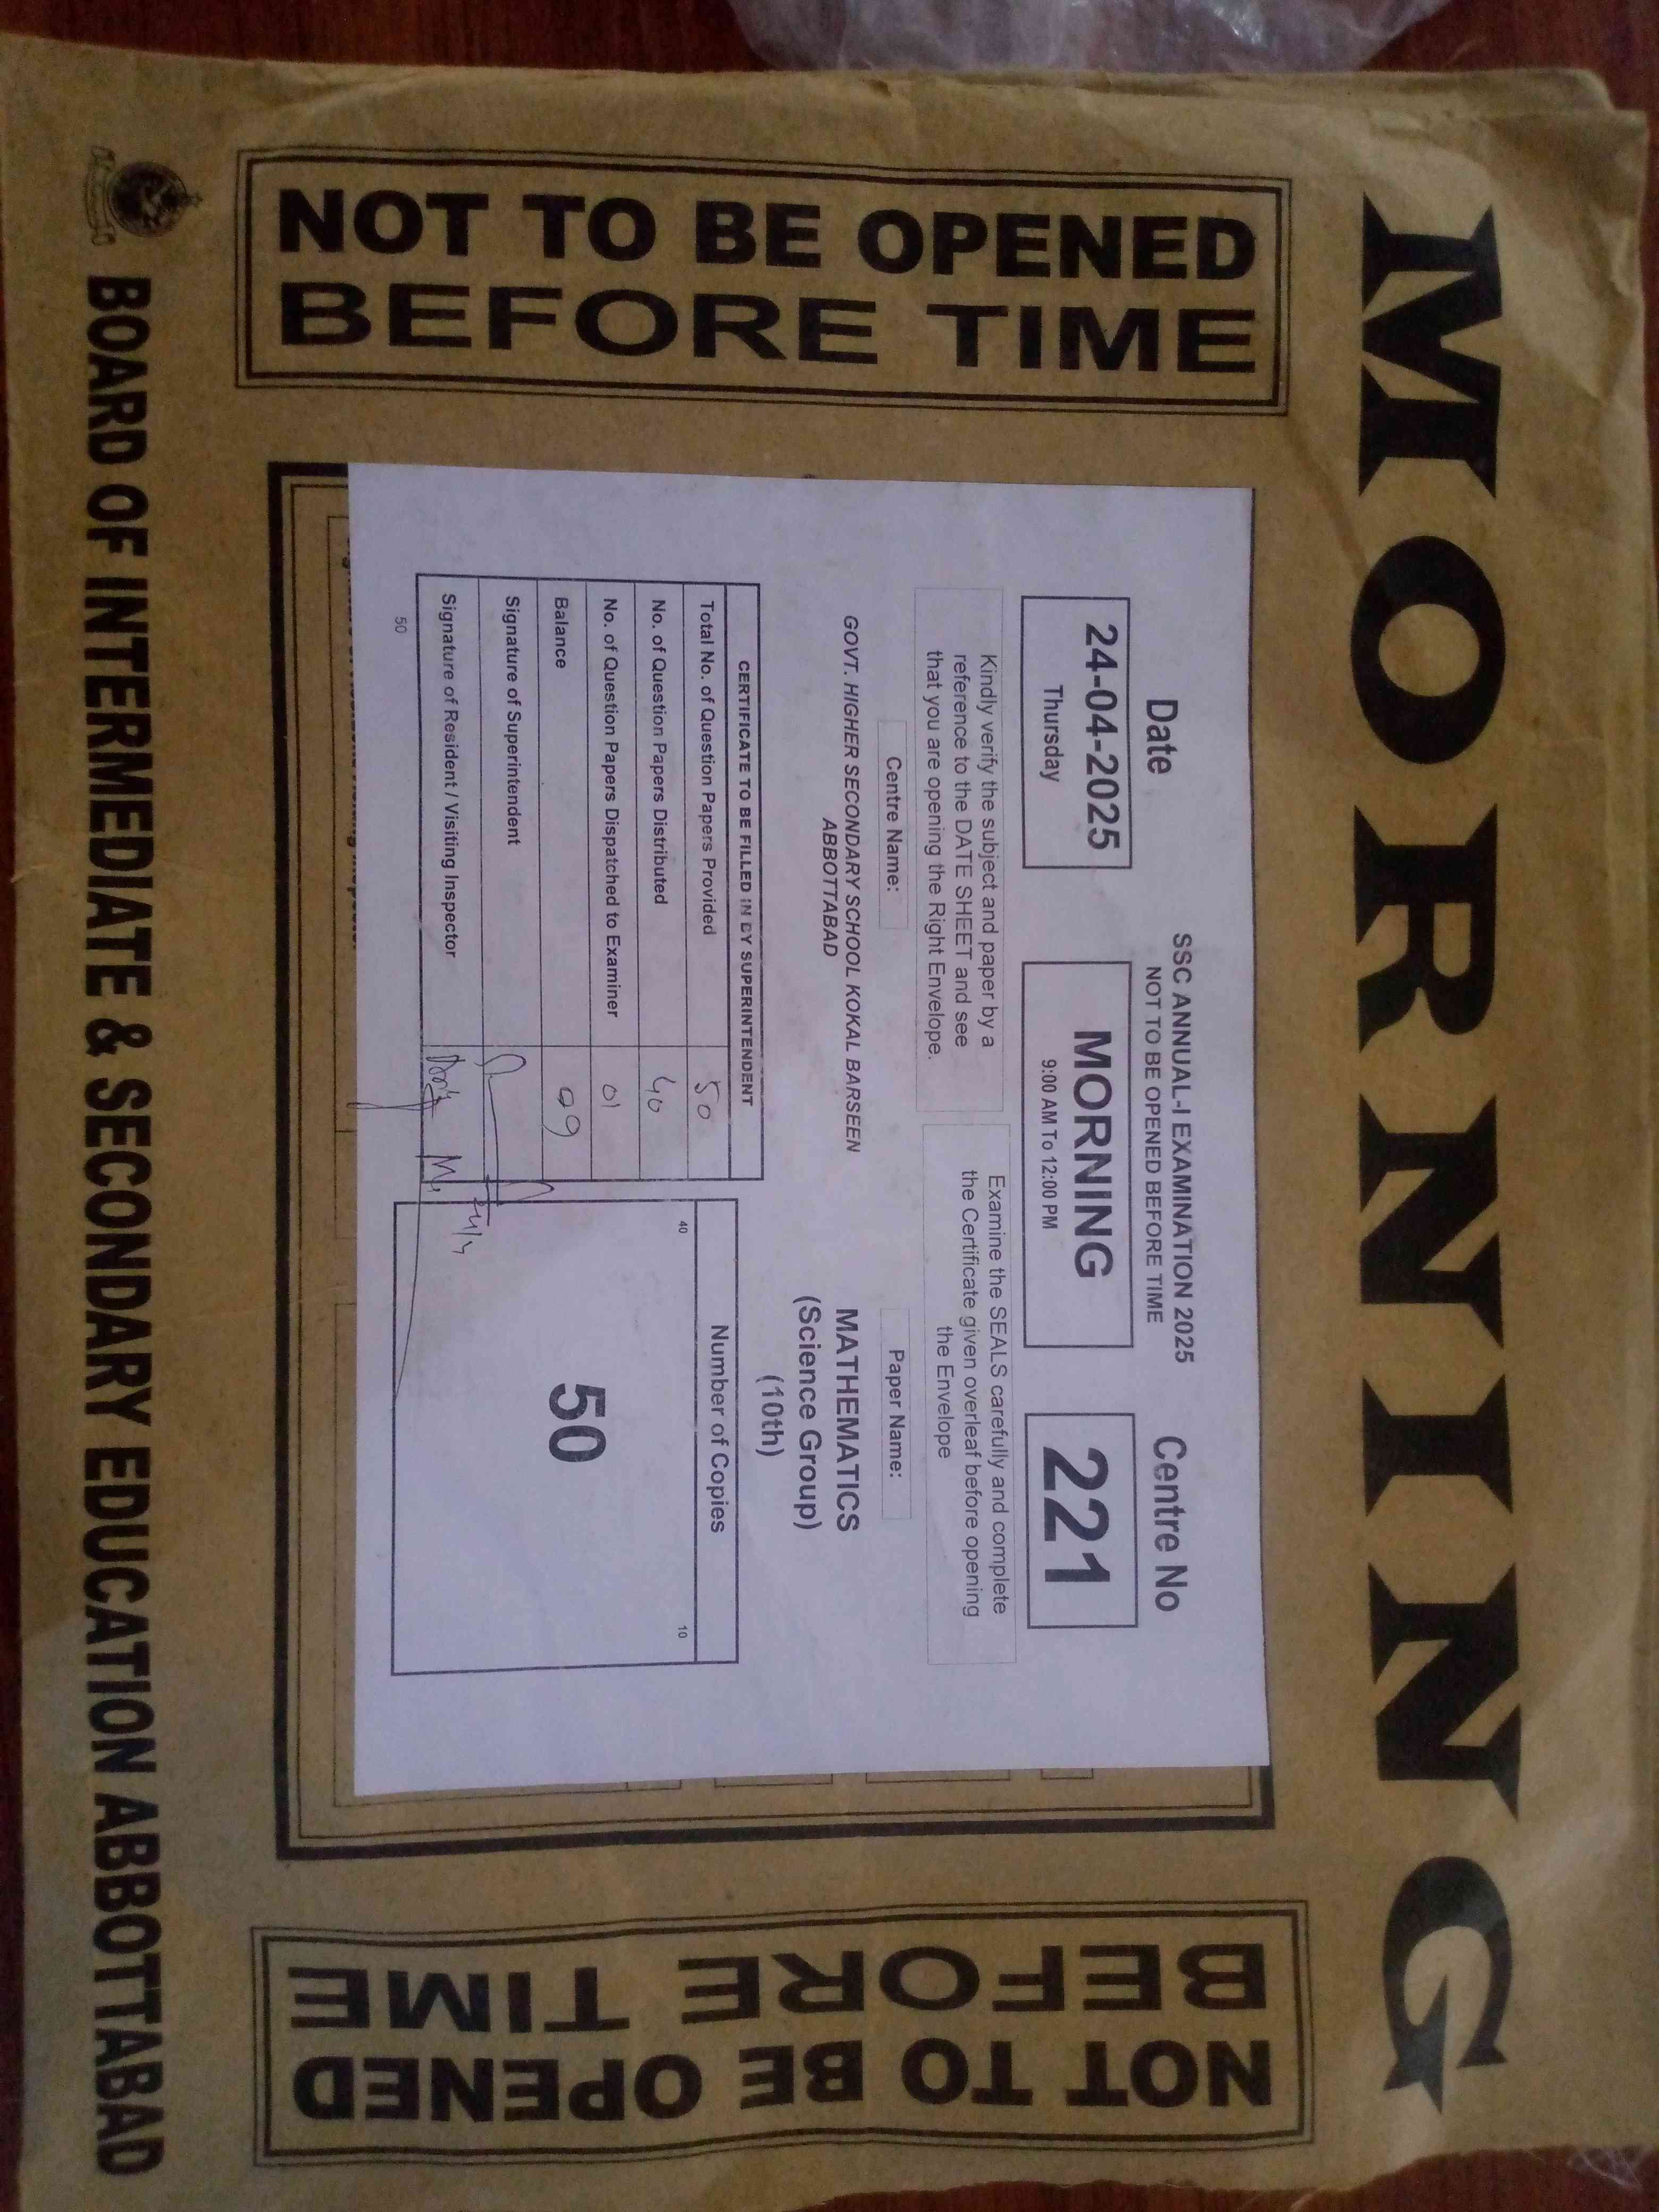 MORNING
NOT TO BE OPENED
BEFORE TIME
SSC ANNUAL-I EXAMINATION 2025
NOT TO BE OPENED BEFORE TIME
Date
24-04-2025
Thursday
MORNING
9:00 AM To 12:00 PM
Centre No
221
Kindly verify the subject and paper by a
reference to the DATE SHEET and see
that you are opening the Right Envelope.
Examine the SEALS carefully and complete
the Certificate given overleaf before opening
the Envelope
Centre Name:
GOVT. HIGHER SECONDARY SCHOOL KOKAL BARSEEN
ABBOTTABAD
Paper Name:
MATHEMATICS
(Science Group)
(10th)
CERTIFICATE TO BE FILLED IN BY SUPERINTENDENT
Total No. of Question Papers Provided 50
No. of Question Papers Distributed 40
No. of Question Papers Dispatched to Examiner 01
Balance 09
Signature of Superintendent
Signature of Resident / Visiting Inspector
50
Number of Copies
40 10
50
NOT TO BE OPENED
BEFORE TIME
BOARD OF INTERMEDIATE & SECONDARY EDUCATION ABBOTTABAD